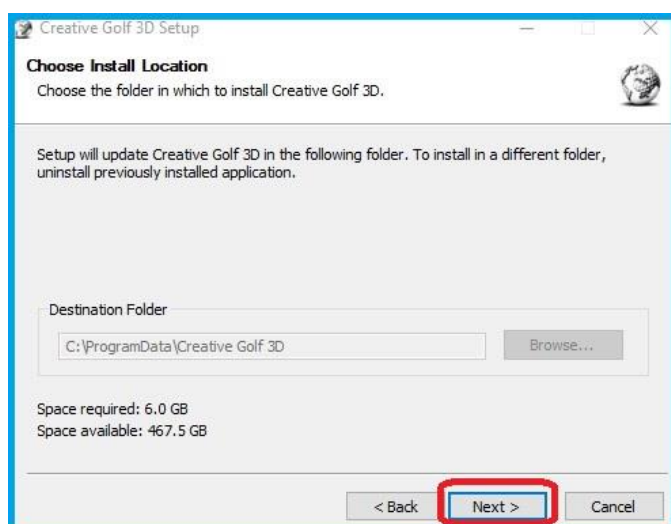 Creative Golf 3D Setup
Choose Install Location
Choose the folder in which to install Creative Golf 3D.
Setup will update Creative Golf 3D in the following folder. To install in a different folder,
uninstall previously installed application.
Destination Folder
C:\ProgramData\Creative Golf 3D
Browse...
Space required: 6.0 GB
Space available: 467.5 GB
< Back
Next >
Cancel